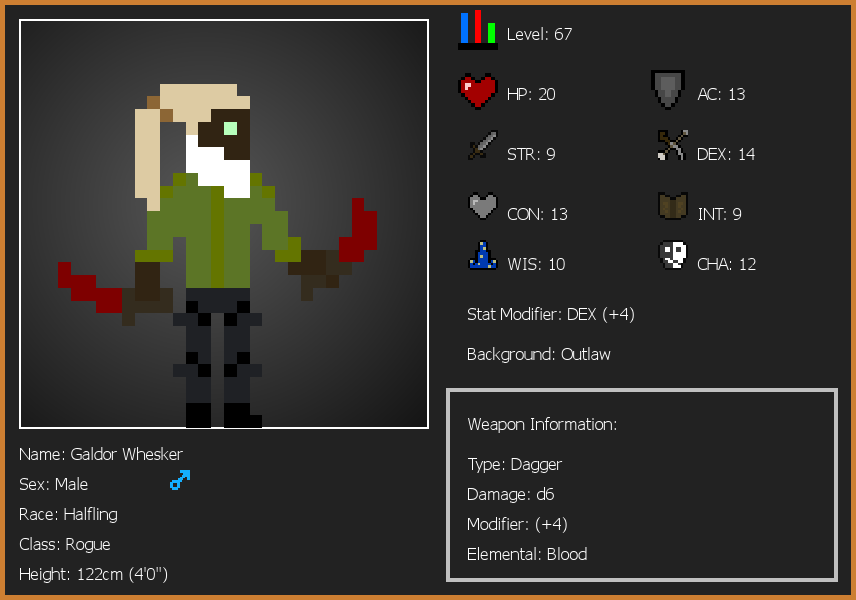 Level: 67
HP: 20
AC: 13
STR: 9
DEX: 14
CON: 13
INT: 9
WIS: 10
CHA: 12
Stat Modifier: DEX (+4)
Background: Outlaw
Weapon Information:
Type: Dagger
Damage: d6
Modifier: (+4)
Elemental: Blood
Name: Galdor Whesker
Sex: Male
Race: Halfling
Class: Rogue
Height: 122cm (4'0")